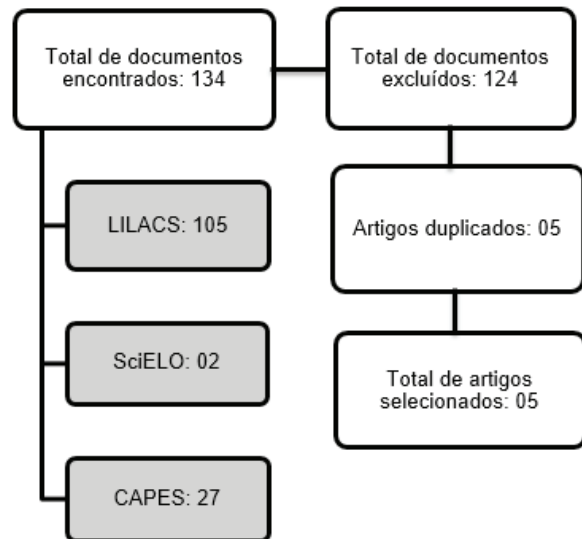 Total de documentos
encontrados: 134
Total de documentos
excluídos: 124
LILACS: 105
Artigos duplicados: 05
SciELO: 02
Total de artigos
selecionados: 05
CAPES: 27